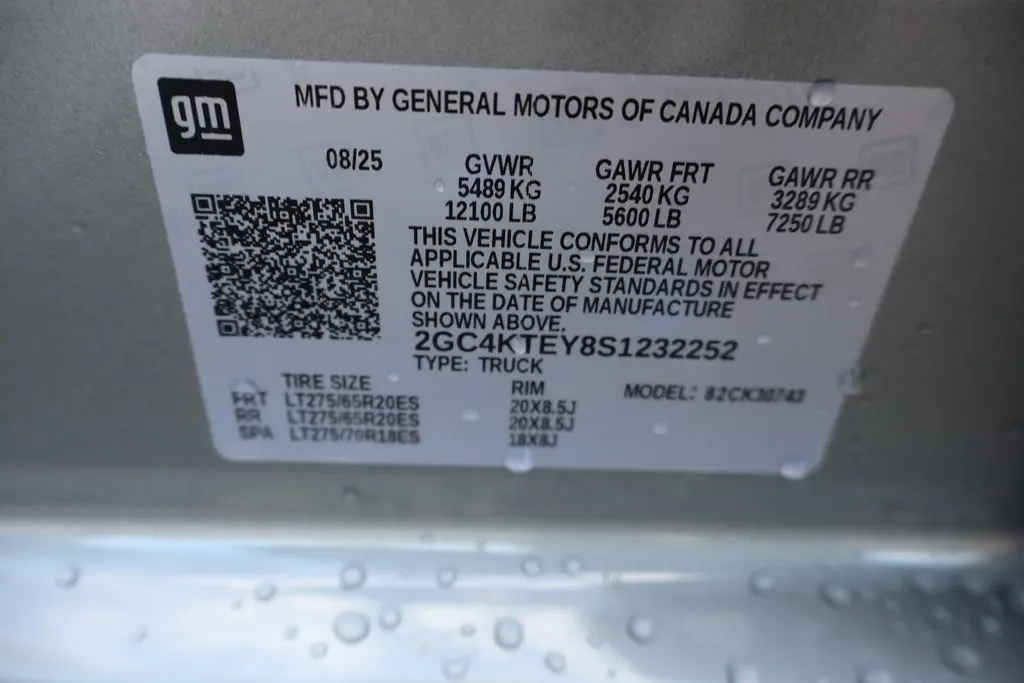 gm
MFD BY GENERAL MOTORS OF CANADA COMPANY
08/25
GVWR
5489 KG
12100 LB
GAWR FRT
2540 KG
5600 LB
GAWR RR
3289 KG
7250 LB
THIS VEHICLE CONFORMS TO ALL
APPLICABLE U.S. FEDERAL MOTOR
VEHICLE SAFETY STANDARDS IN EFFECT
ON THE DATE OF MANUFACTURE
SHOWN ABOVE.
2GC4KTEY8S1232252
TYPE: TRUCK
TIRE SIZE RIM MODEL:
FRT LT275/65R20ES 20X8.5J
RR LT275/65R20ES 20X8.5J
SPA LT275/70R18ES 18X8J